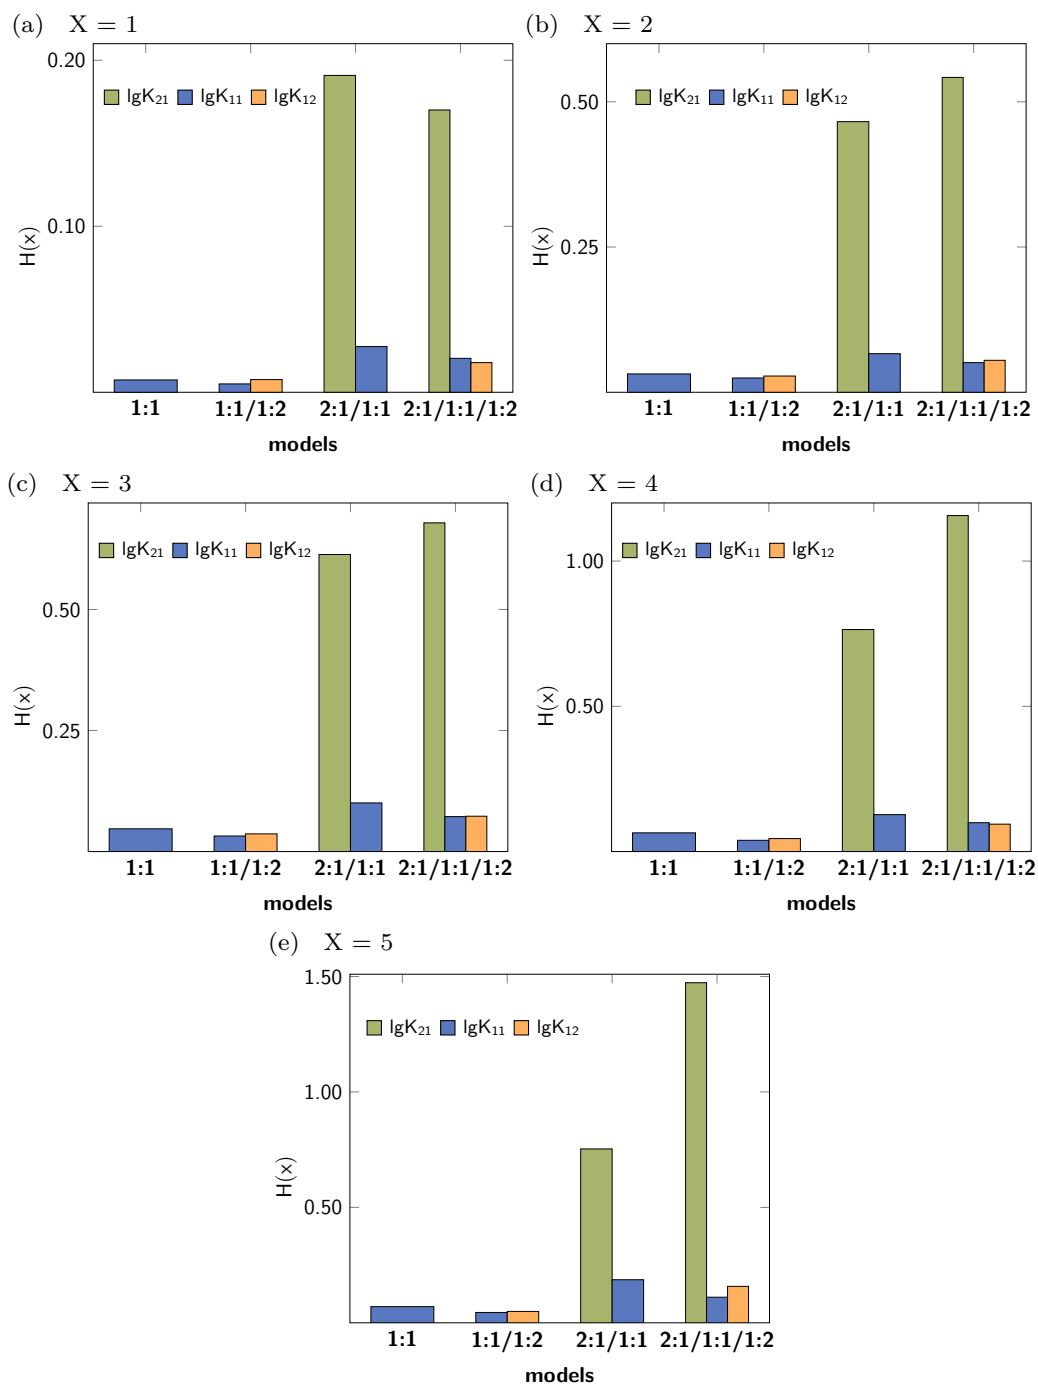 (a) X = 1
0.20
0.10
H(x)
lgK21 lgK11 lgK12
1:1 1:1/1:2 2:1/1:1 2:1/1:1/1:2
models
(b) X = 2
0.50
0.25
H(x)
lgK21 lgK11 lgK12
1:1 1:1/1:2 2:1/1:1 2:1/1:1/1:2
models
(c) X = 3
0.50
0.25
H(x)
lgK21 lgK11 lgK12
1:1 1:1/1:2 2:1/1:1 2:1/1:1/1:2
models
(d) X = 4
1.00
0.50
H(x)
lgK21 lgK11 lgK12
1:1 1:1/1:2 2:1/1:1 2:1/1:1/1:2
models
(e) X = 5
1.50
1.00
0.50
H(x)
lgK21 lgK11 lgK12
1:1 1:1/1:2 2:1/1:1 2:1/1:1/1:2
models